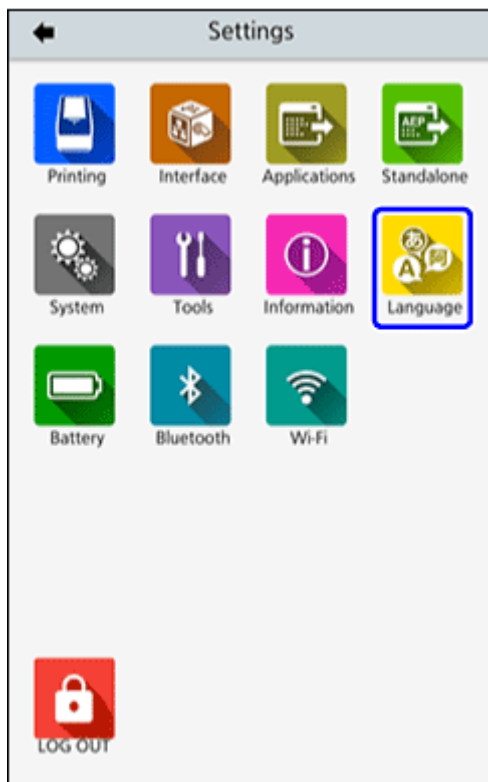 Settings
Printing Interface Applications Standalone
AEP
System Tools Information Language
あ
A
Battery Bluetooth Wi-Fi
LOG OUT